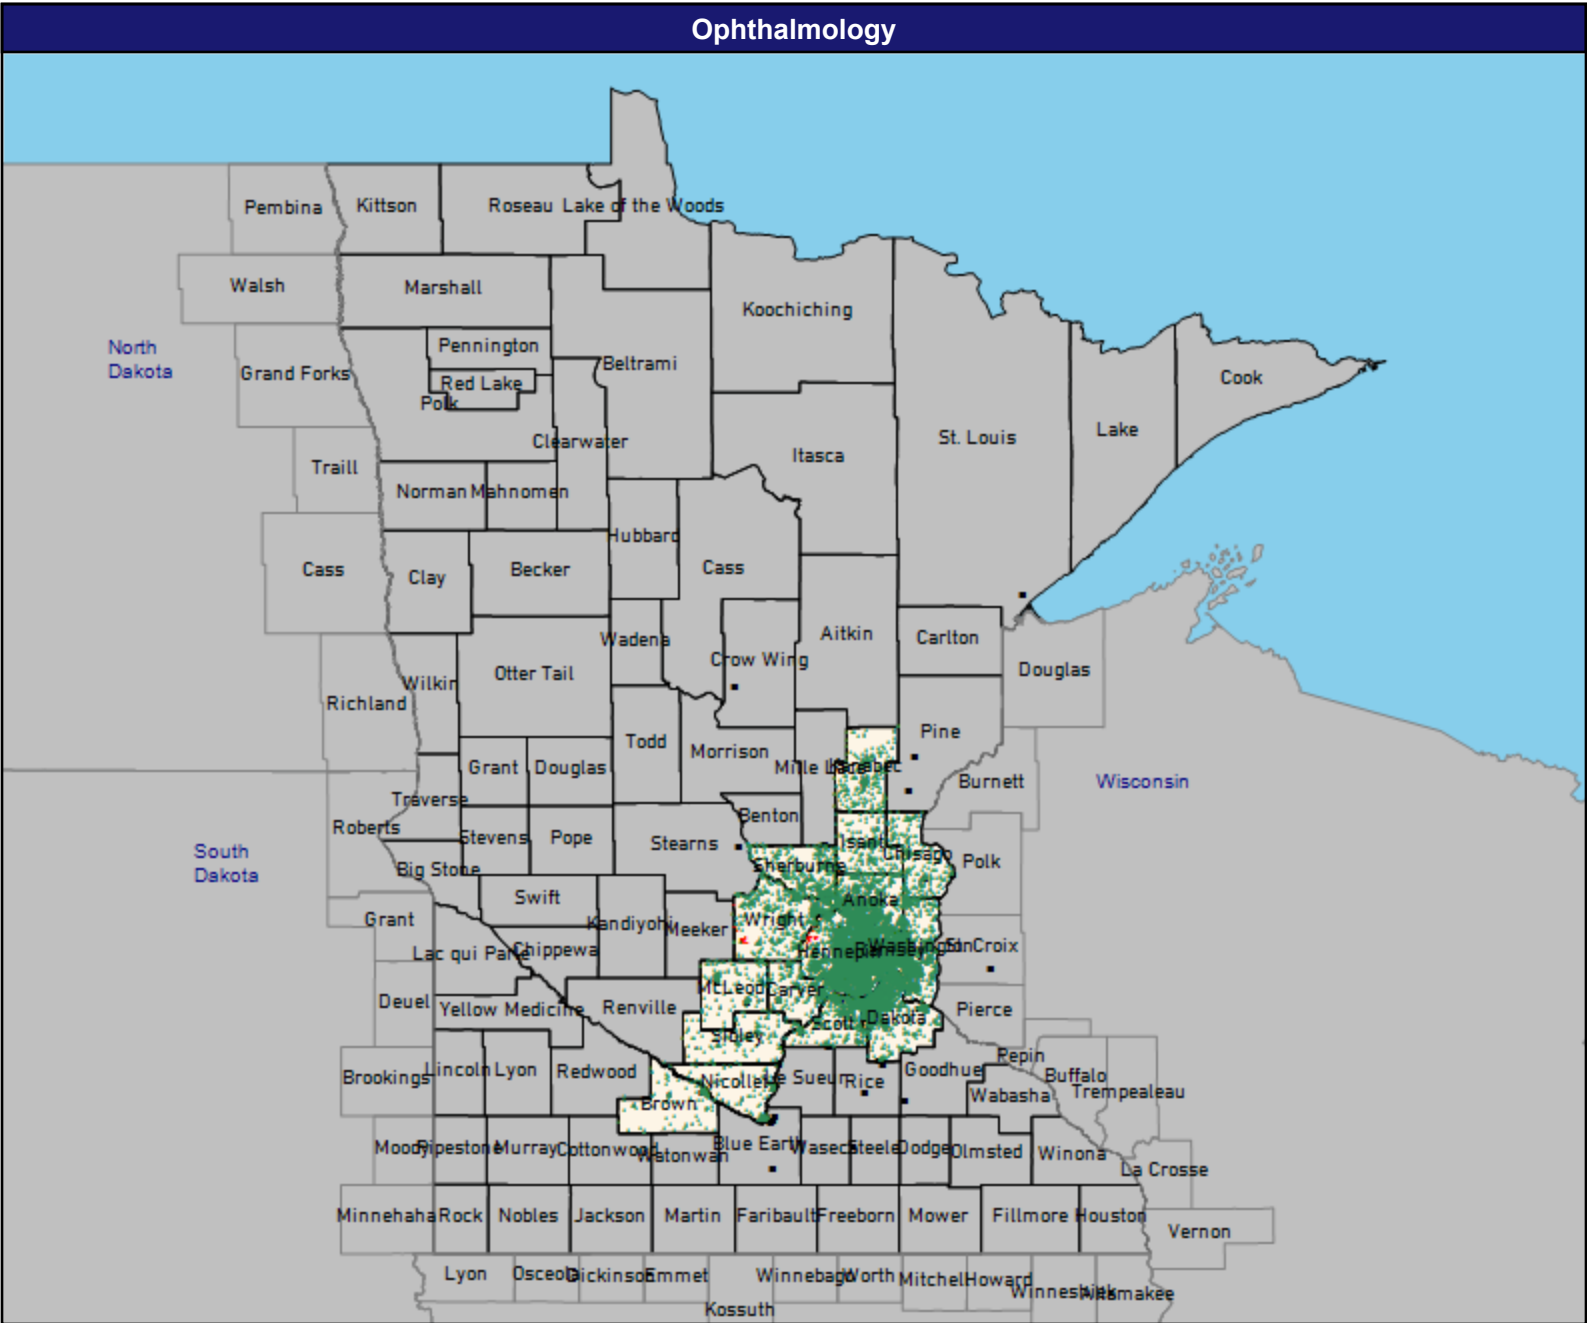 Ophthalmology
Pembina
Kittson
Roseau
Lake of the Woods
Walsh
Marshall
Koochiching
North
Dakota
Grand Forks
Pennington
Red Lake
Polk
Beltrami
Cook
Clearwater
St. Louis
Lake
Itasca
Traill
Norman
Mahnomen
Hubbard
Cass
Clay
Becker
Cass
Wadena
Crow Wing
Aitkin
Carlton
Douglas
Otter Tail
Wilkin
Richland
Todd
Morrison
Pine
Grant
Douglas
Mille Lacs
Kanabec
Burnett
Wisconsin
Traverse
Roberts
Stevens
Pope
Stearns
Benton
Isanti
Chisago
Polk
South
Dakota
Big Stone
Sherburne
Swift
Anoka
Grant
Kandiyohi
Meeker
Wright
Lac qui Parle
Chippewa
Hennepin
Ramsey
Washington
St. Croix
Deuel
Yellow Medicine
Renville
McLeod
Carver
Scott
Dakota
Pierce
Sibley
Brookings
Lincoln
Lyon
Redwood
Nicollet
Le Sueur
Rice
Goodhue
Pepin
Buffalo
Wabasha
Trempealeau
Brown
Moody
Pipestone
Murray
Cottonwood
Watonwan
Blue Earth
Waseca
Steele
Dodge
Olmsted
Winona
La Crosse
Minnehaha
Rock
Nobles
Jackson
Martin
Faribault
Freeborn
Mower
Fillmore
Houston
Vernon
Lyon
Osceola
Dickinson
Emmet
Winnebago
Worth
Mitchell
Howard
Winneshiek
Allamakee
Kossuth